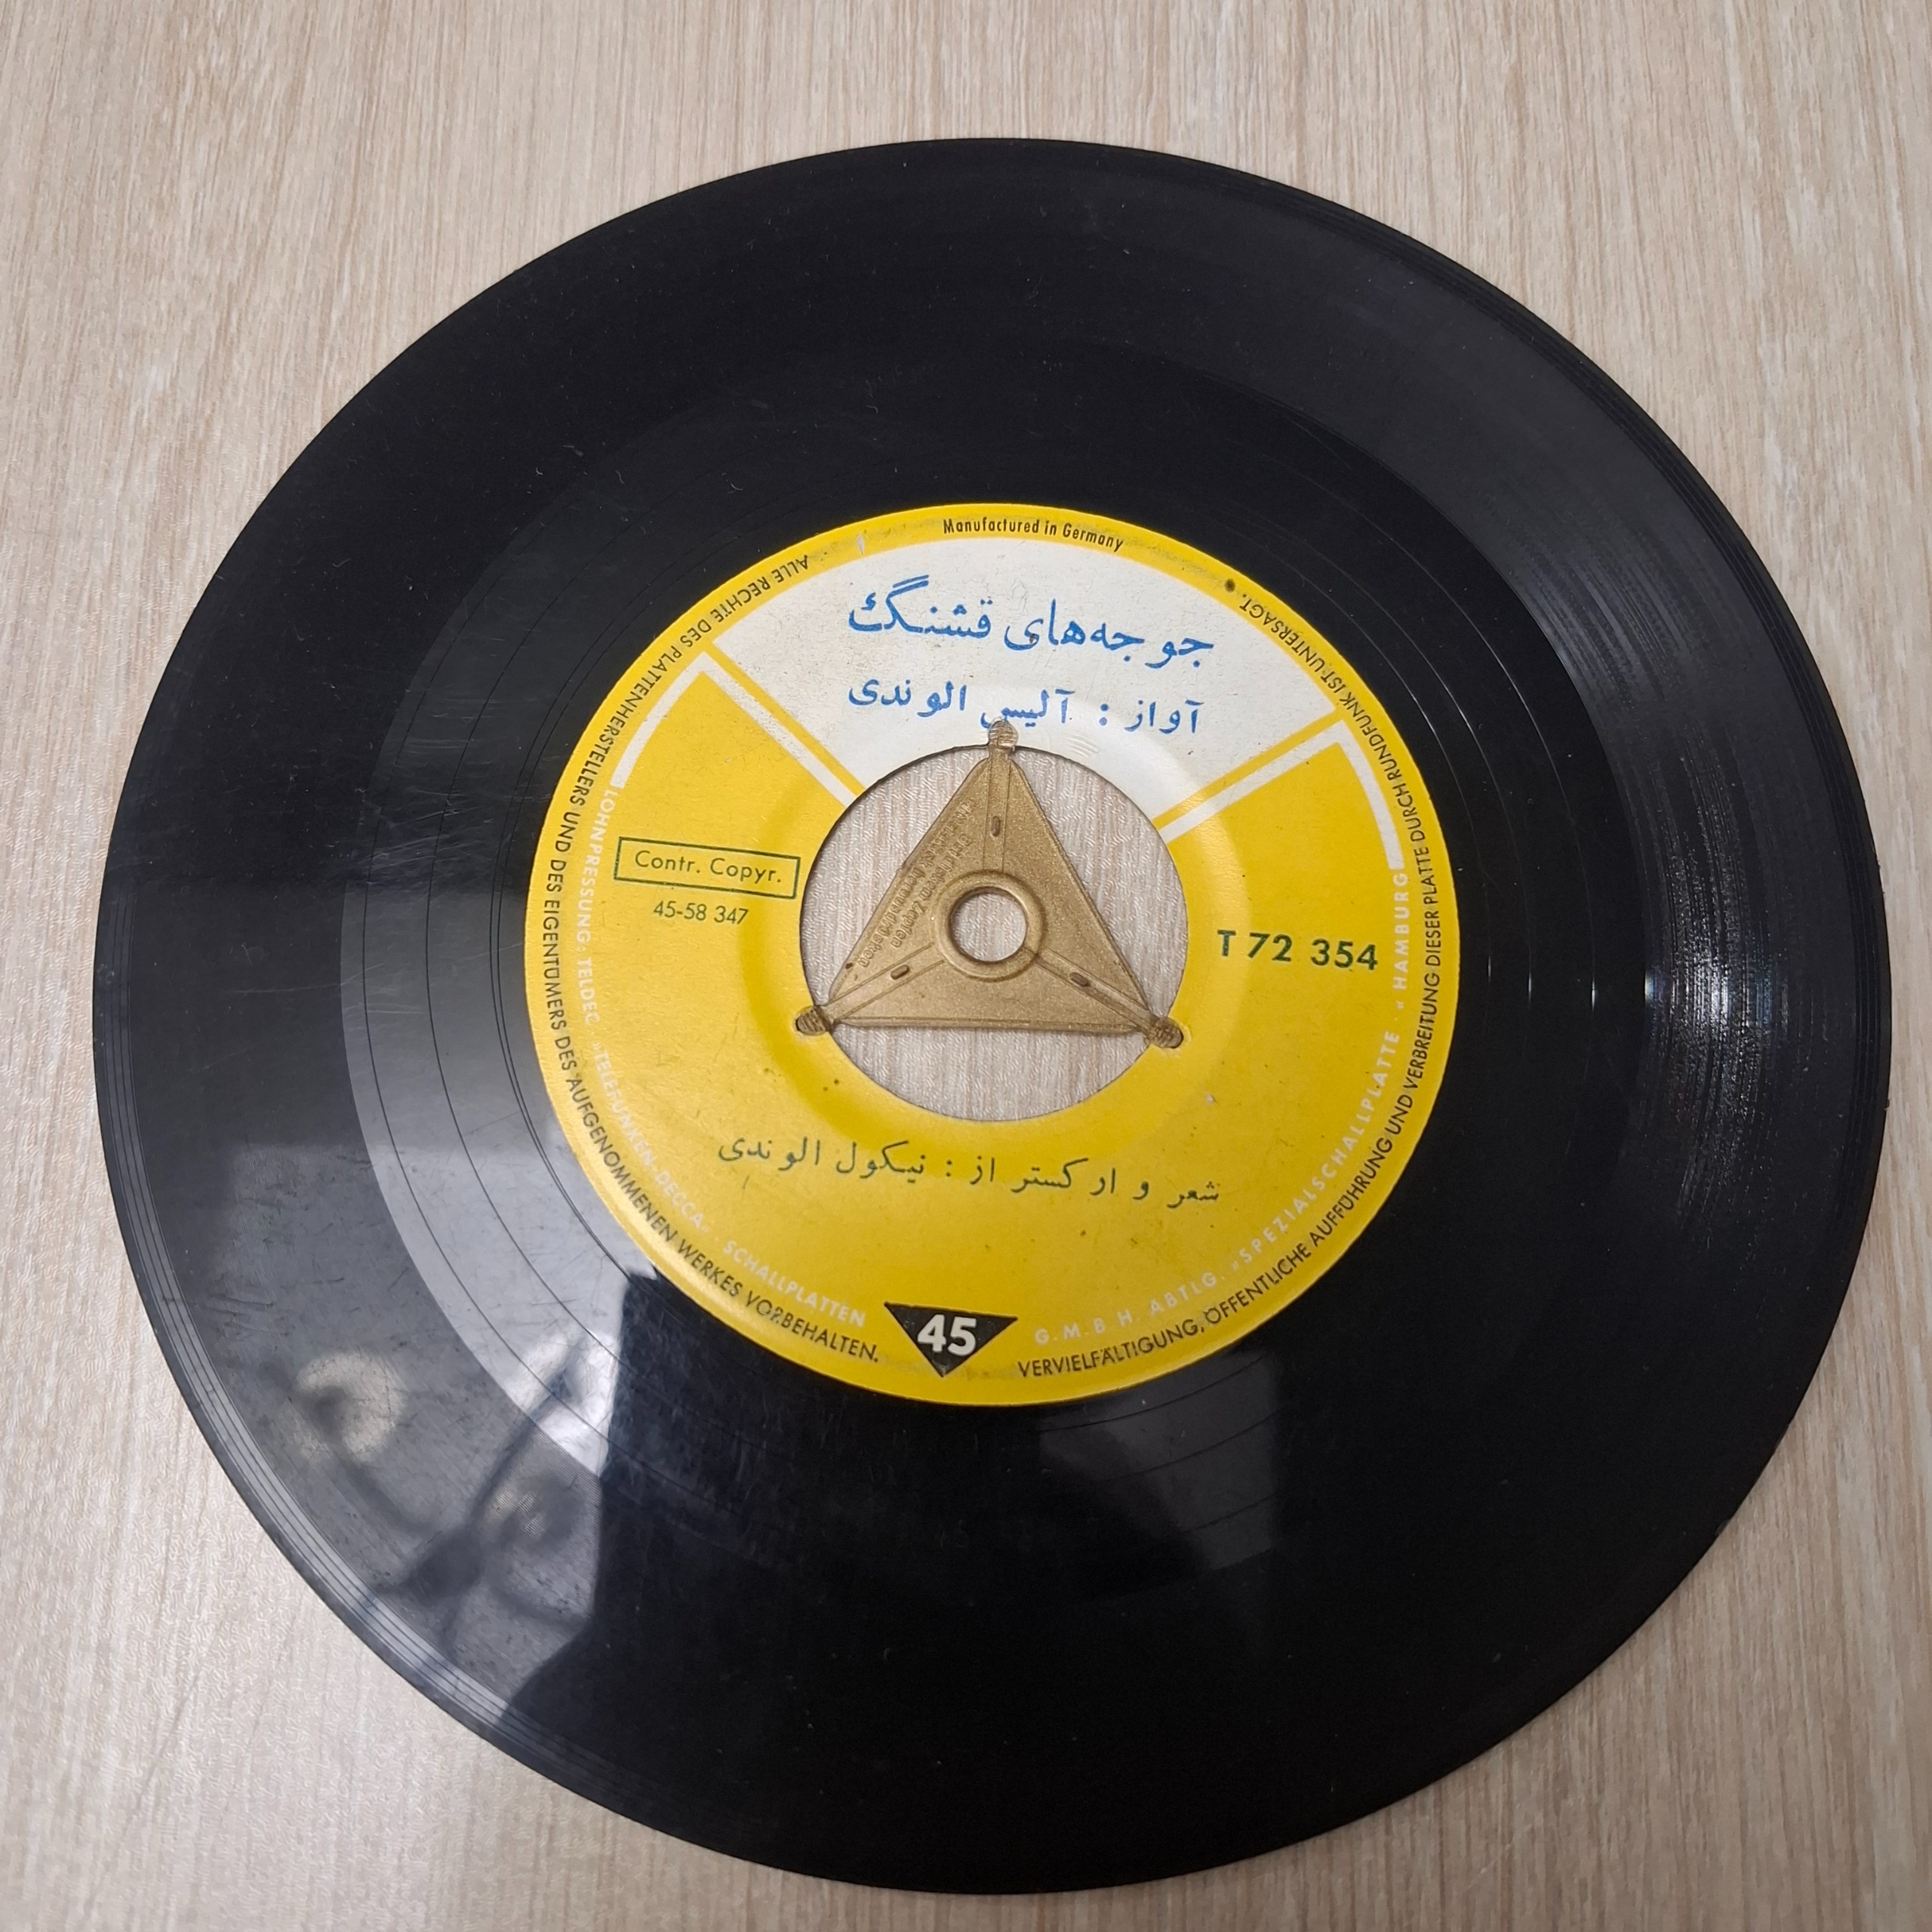 Manufactured in Germany
جوجه‌های قشنگ
آواز : آلیس الوندی
Contr. Copyr.
45-58 347
T 72 354
شعر و ارکستر از : نیکول الوندی
45
ALLE RECHTE DES PLATTENHERSTELLERS UND DES EIGENTÜMERS DES AUFGENOMMENEN WERKES VORBEHALTEN.
VERVIELFÄLTIGUNG, ÖFFENTLICHE AUFFÜHRUNG UND VERBREITUNG DIESER PLATTE DURCH RUNDFUNK IST UNTERSAGT.
LOHNPRESSUNG: TELDEC »TELEFUNKEN-DECCA« SCHALLPLATTEN
G.M.B.H. ABTLG. »SPEZIALSCHALLPLATTE« HAMBURG